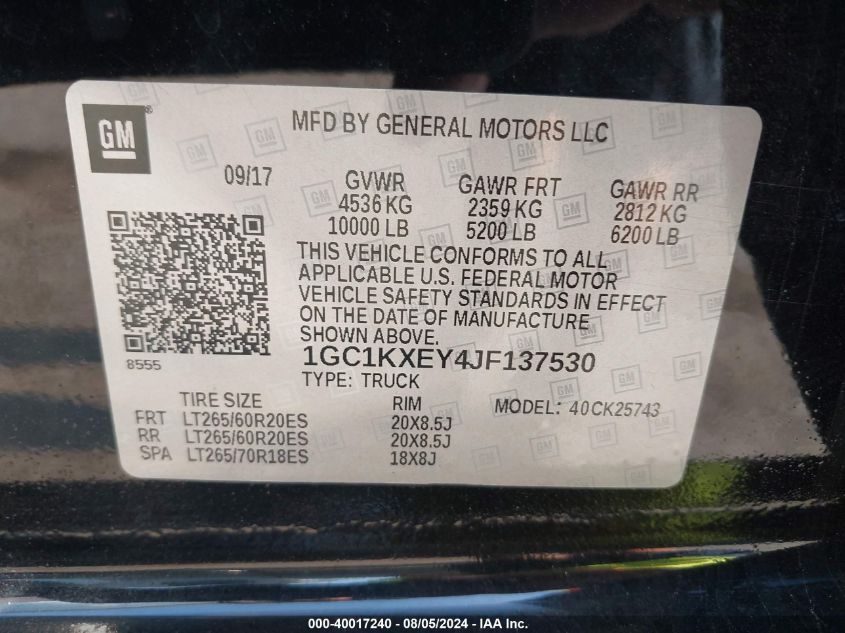 GM ®
MFD BY GENERAL MOTORS LLC
09/17
GVWR GAWR FRT GAWR RR
4536 KG 2359 KG 2812 KG
10000 LB 5200 LB 6200 LB
THIS VEHICLE CONFORMS TO ALL
APPLICABLE U.S. FEDERAL MOTOR
VEHICLE SAFETY STANDARDS IN EFFECT
ON THE DATE OF MANUFACTURE
SHOWN ABOVE.
8555
1GC1KXEY4JF137530
TYPE: TRUCK
TIRE SIZE RIM MODEL: 40CK25743
FRT LT265/60R20ES 20X8.5J
RR LT265/60R20ES 20X8.5J
SPA LT265/70R18ES 18X8J
000-40017240 - 08/05/2024 - IAA Inc.